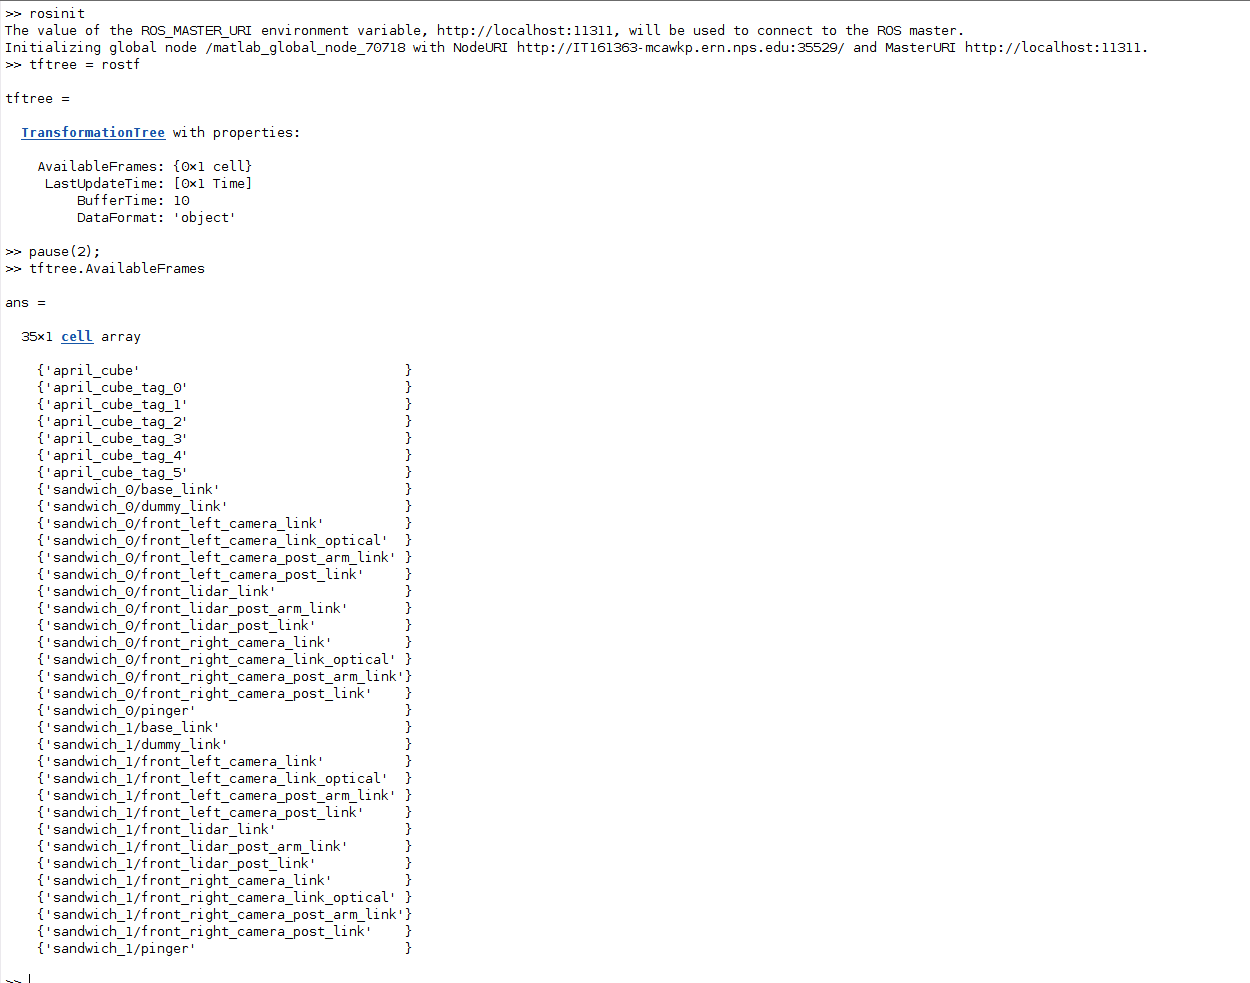 >> rosinit
The value of the ROS_MASTER_URI environment variable, http://localhost:11311, will be used to connect to the ROS master.
Initializing global node /matlab_global_node_70718 with NodeURI http://IT161363-mcawkp.ern.nps.edu:35529/ and MasterURI http://localhost:11311.
>> tftree = rostf
tftree =
TransformationTree with properties:
AvailableFrames: {0×1 cell}
LastUpdateTime: [0×1 Time]
BufferTime: 10
DataFormat: 'object'
>> pause(2);
>> tftree.AvailableFrames
ans =
35×1 cell array
{'april_cube' }
{'april_cube_tag_0' }
{'april_cube_tag_1' }
{'april_cube_tag_2' }
{'april_cube_tag_3' }
{'april_cube_tag_4' }
{'april_cube_tag_5' }
{'sandwich_0/base_link' }
{'sandwich_0/dummy_link' }
{'sandwich_0/front_left_camera_link' }
{'sandwich_0/front_left_camera_link_optical' }
{'sandwich_0/front_left_camera_post_arm_link' }
{'sandwich_0/front_left_camera_post_link' }
{'sandwich_0/front_lidar_link' }
{'sandwich_0/front_lidar_post_arm_link' }
{'sandwich_0/front_lidar_post_link' }
{'sandwich_0/front_right_camera_link' }
{'sandwich_0/front_right_camera_link_optical' }
{'sandwich_0/front_right_camera_post_arm_link'}
{'sandwich_0/front_right_camera_post_link' }
{'sandwich_0/pinger' }
{'sandwich_1/base_link' }
{'sandwich_1/dummy_link' }
{'sandwich_1/front_left_camera_link' }
{'sandwich_1/front_left_camera_link_optical' }
{'sandwich_1/front_left_camera_post_arm_link' }
{'sandwich_1/front_left_camera_post_link' }
{'sandwich_1/front_lidar_link' }
{'sandwich_1/front_lidar_post_arm_link' }
{'sandwich_1/front_lidar_post_link' }
{'sandwich_1/front_right_camera_link' }
{'sandwich_1/front_right_camera_link_optical' }
{'sandwich_1/front_right_camera_post_arm_link'}
{'sandwich_1/front_right_camera_post_link' }
{'sandwich_1/pinger' }
>>